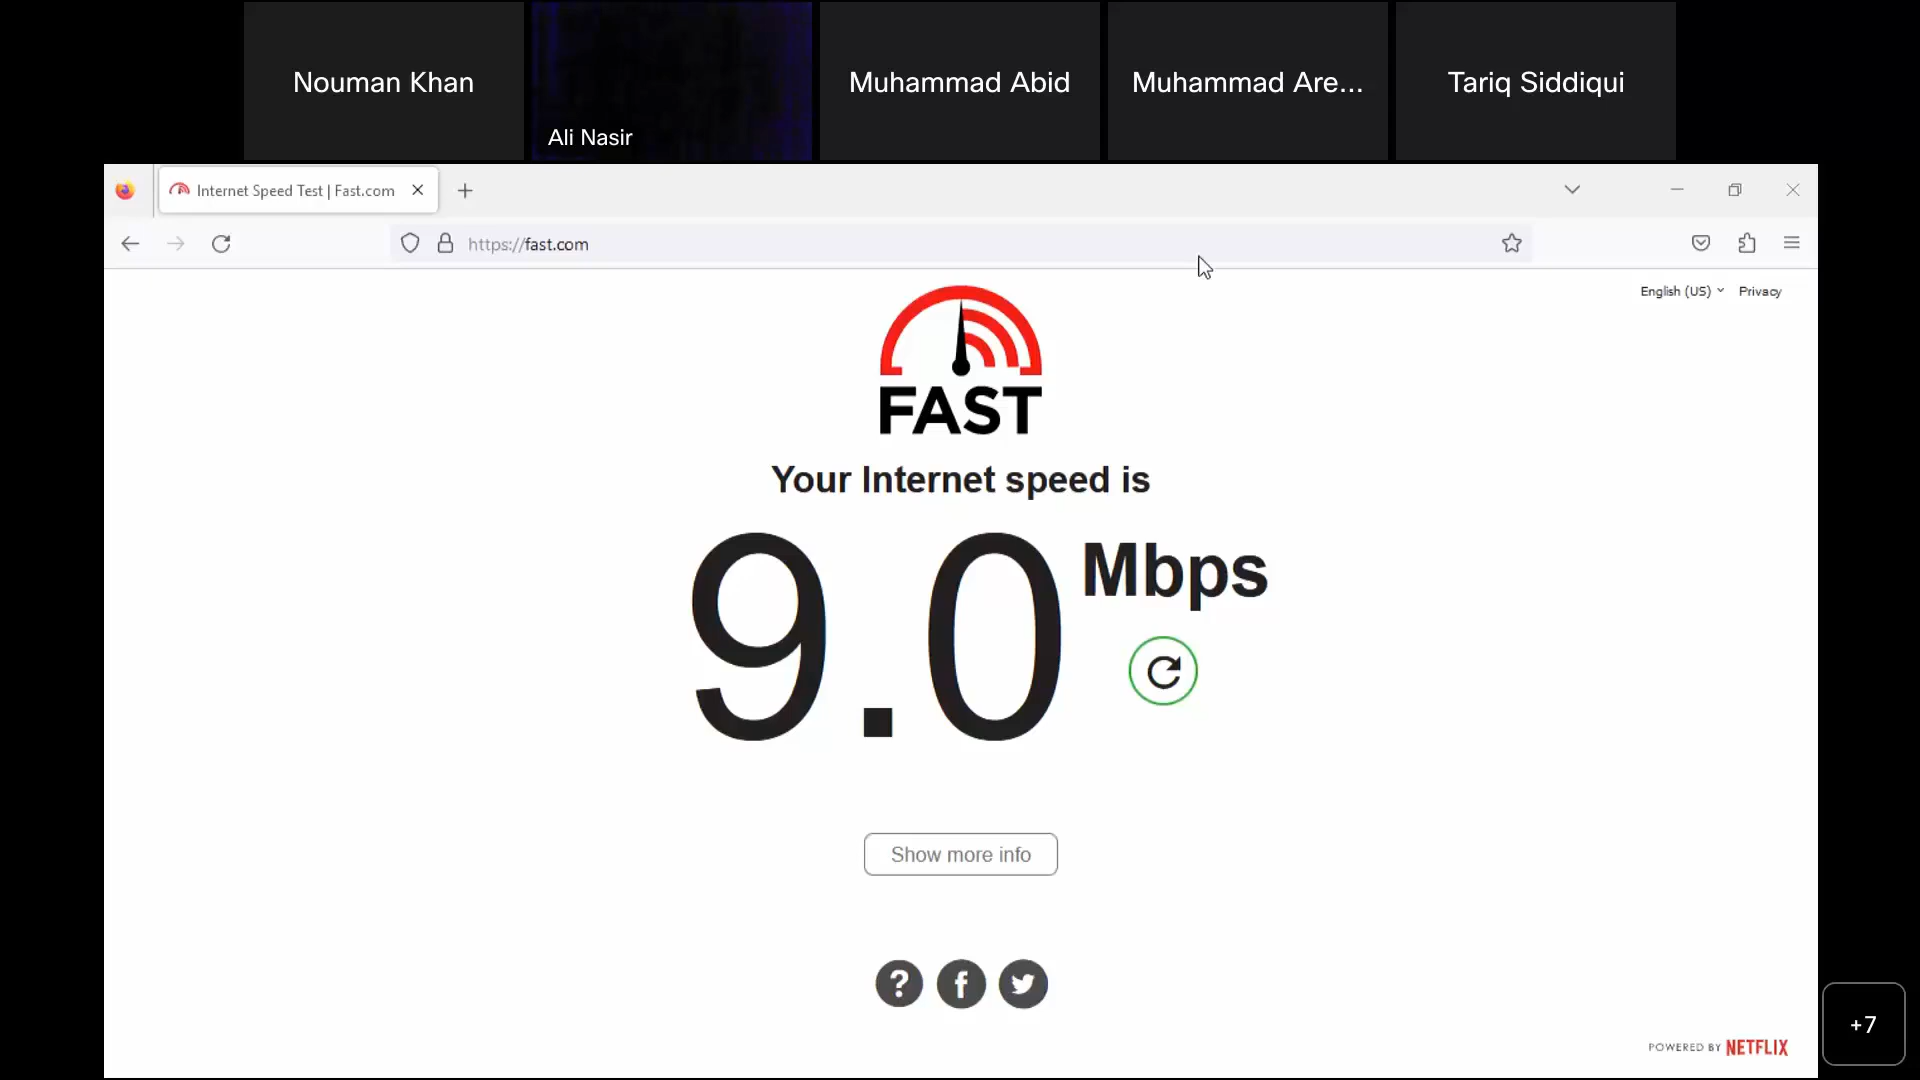 Nouman Khan
Ali Nasir
Muhammad Abid
Muhammad Are...
Tariq Siddiqui
Internet Speed Test | Fast.com
https://fast.com
English (US)
Privacy
FAST
Your Internet speed is
9.0 Mbps
Show more info
?
f
POWERED BY NETFLIX
+7